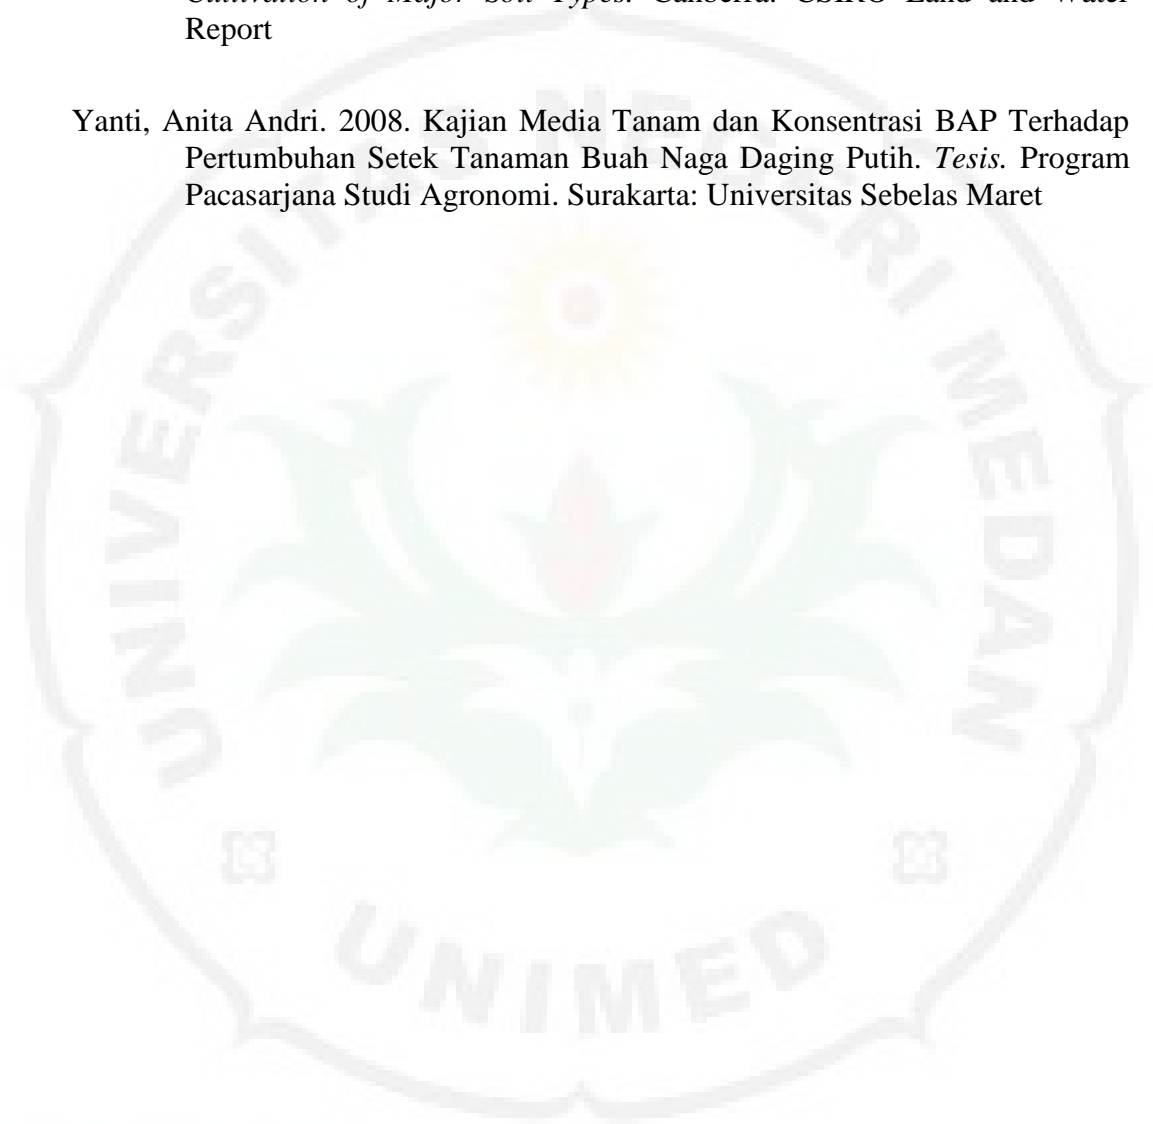 Cultivation of Major Soil Types. Canberra: CSIRO Land and Water
Report
Yanti, Anita Andri. 2008. Kajian Media Tanam dan Konsentrasi BAP Terhadap
Pertumbuhan Setek Tanaman Buah Naga Daging Putih. Tesis. Program
Pacasarjana Studi Agronomi. Surakarta: Universitas Sebelas Maret
UNIVERSITAS NEGERI MEDAN
UNIMED